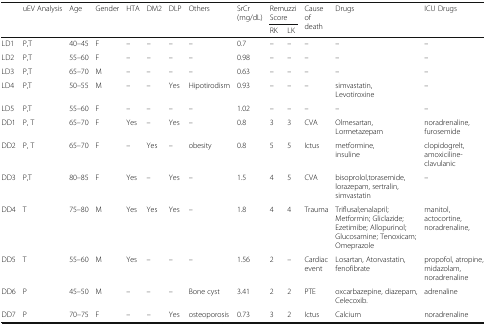 uEV Analysis Age Gender HTA DM2 DLP Others SrCr (mg/dL) Remuzzi Score Cause of death Drugs ICU Drugs
RK LK
LD1 P,T 40–45 F – – – – 0.7 – – – – –
LD2 P,T 55–60 F – – – – 0.98 – – – – –
LD3 P,T 65–70 M – – – – 0.63 – – – – –
LD4 P,T 50–55 M – – Yes Hipotirodism 0.93 – – – simvastatin, Levotiroxine –
LD5 P,T 55–60 F – – – – 1.02 – – – – –
DD1 P, T 65–70 F Yes – Yes – 0.8 3 3 CVA Olmesartan, Lormetazepam noradrenaline, furosemide
DD2 P, T 65–70 F – Yes – obesity 0.8 5 5 Ictus metformine, insuline clopidogrelt, amoxiciline-clavulanic
DD3 P,T 80–85 F Yes – Yes – 1.5 4 5 CVA bisoprolol,torasemide, lorazepam, sertralin, simvastatin –
DD4 T 75–80 M Yes Yes Yes – 1.8 4 4 Trauma Triflusal;enalapril; Metformin; Gliclazide; Ezetimibe; Allopurinol; Glucosamine; Tenoxicam; Omeprazole manitol, actocortine, noradrenaline,
DD5 T 55–60 M Yes – – – 1.56 2 – Cardiac event Losartan, Atorvastatin, fenofibrate propofol, atropine, midazolam, noradrenaline
DD6 P 45–50 M – – – Bone cyst 3.41 2 2 PTE oxcarbazepine, diazepam, Celecoxib. adrenaline
DD7 P 70–75 F – – Yes osteoporosis 0.73 3 2 Ictus Calcium noradrenaline